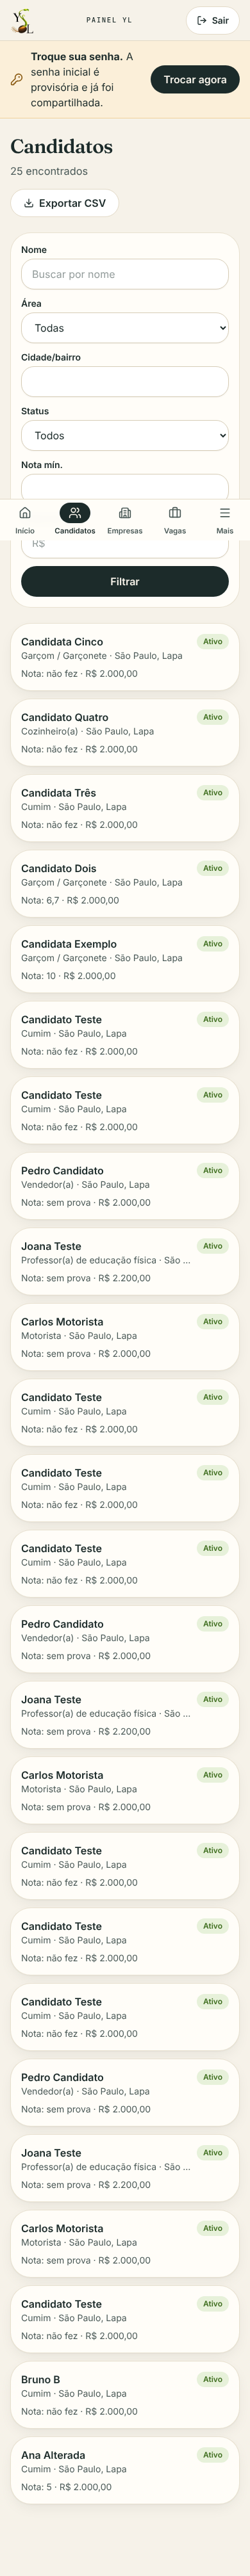 YL
PAINEL YL
Sair
Troque sua senha. A
senha inicial é
provisória e já foi
compartilhada.
Trocar agora
Candidatos
25 encontrados
Exportar CSV
Nome
Buscar por nome
Área
Todas
Cidade/bairro
Status
Todos
Nota mín.
Início
Candidatos
Empresas
Vagas
Mais
R$
Filtrar
Candidata Cinco
Ativo
Garçom / Garçonete · São Paulo, Lapa
Nota: não fez · R$ 2.000,00
Candidato Quatro
Ativo
Cozinheiro(a) · São Paulo, Lapa
Nota: não fez · R$ 2.000,00
Candidata Três
Ativo
Cumim · São Paulo, Lapa
Nota: não fez · R$ 2.000,00
Candidato Dois
Ativo
Garçom / Garçonete · São Paulo, Lapa
Nota: 6,7 · R$ 2.000,00
Candidata Exemplo
Ativo
Garçom / Garçonete · São Paulo, Lapa
Nota: 10 · R$ 2.000,00
Candidato Teste
Ativo
Cumim · São Paulo, Lapa
Nota: não fez · R$ 2.000,00
Candidato Teste
Ativo
Cumim · São Paulo, Lapa
Nota: não fez · R$ 2.000,00
Pedro Candidato
Ativo
Vendedor(a) · São Paulo, Lapa
Nota: sem prova · R$ 2.000,00
Joana Teste
Ativo
Professor(a) de educação física · São ...
Nota: sem prova · R$ 2.200,00
Carlos Motorista
Ativo
Motorista · São Paulo, Lapa
Nota: sem prova · R$ 2.000,00
Candidato Teste
Ativo
Cumim · São Paulo, Lapa
Nota: não fez · R$ 2.000,00
Candidato Teste
Ativo
Cumim · São Paulo, Lapa
Nota: não fez · R$ 2.000,00
Candidato Teste
Ativo
Cumim · São Paulo, Lapa
Nota: não fez · R$ 2.000,00
Pedro Candidato
Ativo
Vendedor(a) · São Paulo, Lapa
Nota: sem prova · R$ 2.000,00
Joana Teste
Ativo
Professor(a) de educação física · São ...
Nota: sem prova · R$ 2.200,00
Carlos Motorista
Ativo
Motorista · São Paulo, Lapa
Nota: sem prova · R$ 2.000,00
Candidato Teste
Ativo
Cumim · São Paulo, Lapa
Nota: não fez · R$ 2.000,00
Candidato Teste
Ativo
Cumim · São Paulo, Lapa
Nota: não fez · R$ 2.000,00
Candidato Teste
Ativo
Cumim · São Paulo, Lapa
Nota: não fez · R$ 2.000,00
Pedro Candidato
Ativo
Vendedor(a) · São Paulo, Lapa
Nota: sem prova · R$ 2.000,00
Joana Teste
Ativo
Professor(a) de educação física · São ...
Nota: sem prova · R$ 2.200,00
Carlos Motorista
Ativo
Motorista · São Paulo, Lapa
Nota: sem prova · R$ 2.000,00
Candidato Teste
Ativo
Cumim · São Paulo, Lapa
Nota: não fez · R$ 2.000,00
Bruno B
Ativo
Cumim · São Paulo, Lapa
Nota: não fez · R$ 2.000,00
Ana Alterada
Ativo
Cumim · São Paulo, Lapa
Nota: 5 · R$ 2.000,00